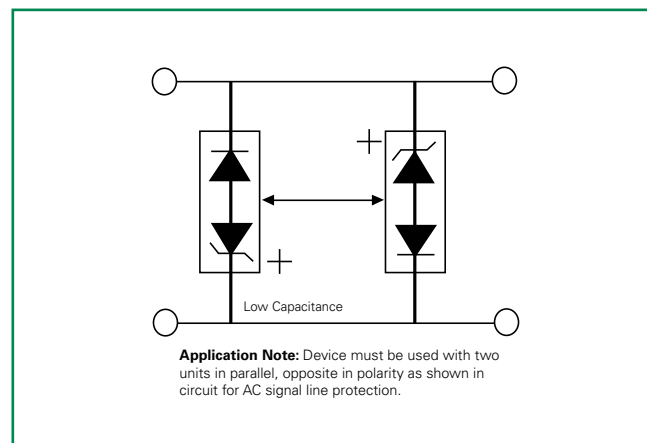 +
+
Low Capacitance
Application Note: Device must be used with two
units in parallel, opposite in polarity as shown in
circuit for AC signal line protection.